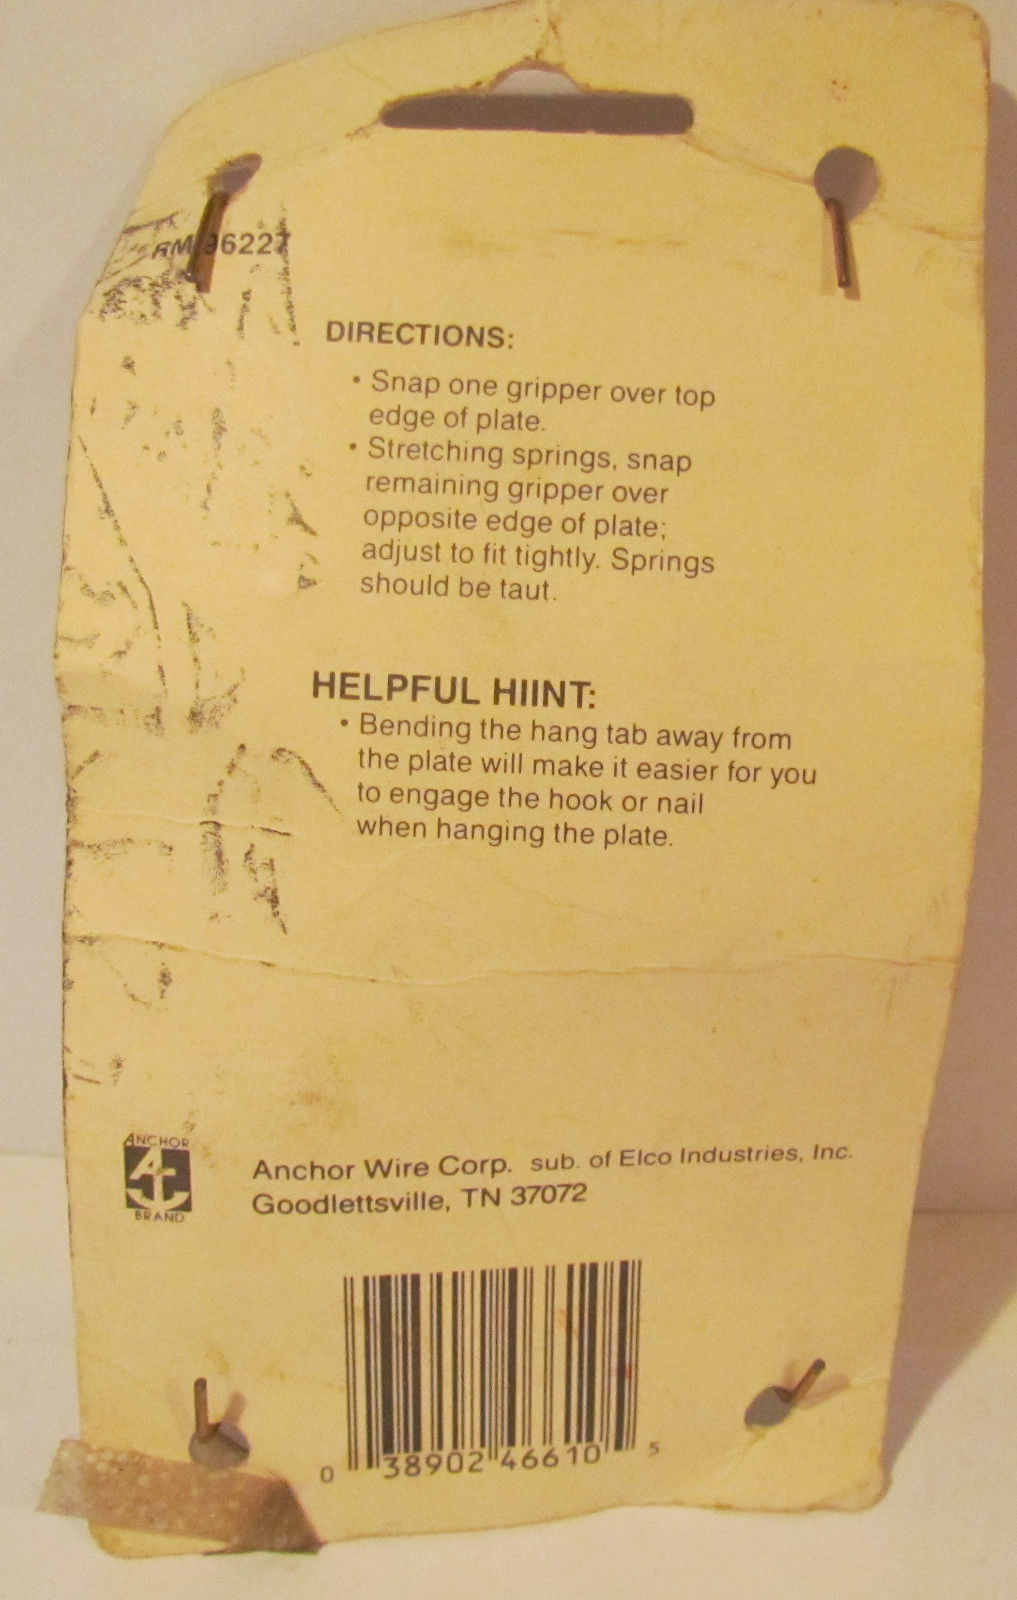 RM 96227
DIRECTIONS:
• Snap one gripper over top
edge of plate.
• Stretching springs, snap
remaining gripper over
opposite edge of plate;
adjust to fit tightly. Springs
should be taut.
HELPFUL HIINT:
• Bending the hang tab away from
the plate will make it easier for you
to engage the hook or nail
when hanging the plate.
ANCHOR
BRAND
Anchor Wire Corp. sub. of Elco Industries, Inc.
Goodlettsville, TN 37072
0 38902 46610 5